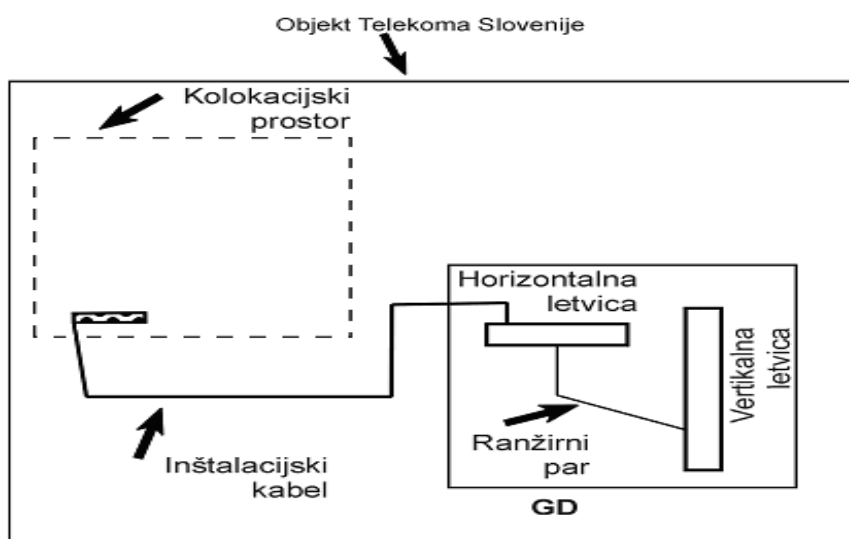 Objekt Telekoma Slovenije
Kolokacijski
prostor
Horizontalna
letvica
Vertikalna
letvica
Ranžirni
par
Inštalacijski
kabel
GD